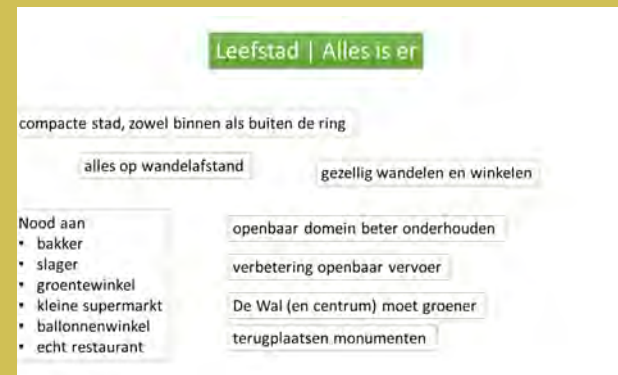 Leefstad | Alles is er
compacte stad, zowel binnen als buiten de ring
alles op wandelafstand
gezellig wandelen en winkelen
Nood aan
• bakker
• slager
• groentewinkel
• kleine supermarkt
• ballonnenwinkel
• echt restaurant
openbaar domein beter onderhouden
verbetering openbaar vervoer
De Wal (en centrum) moet groener
terugplaatsen monumenten